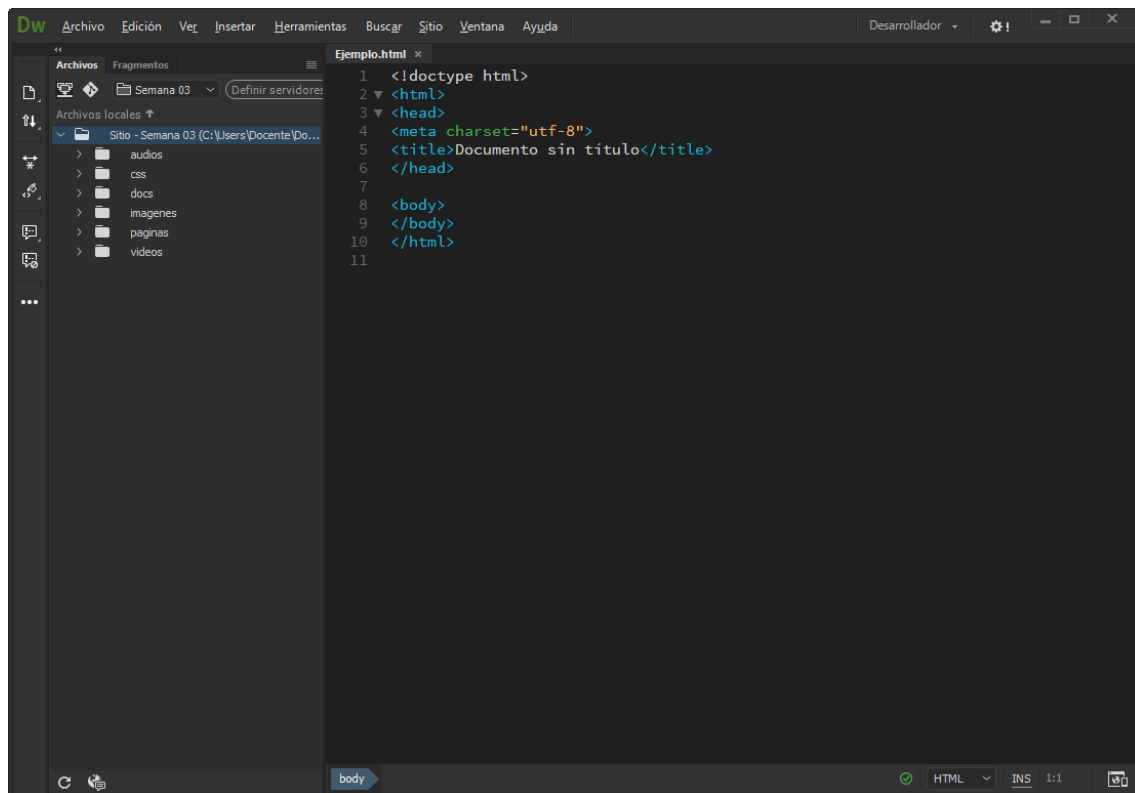 Dw Archivo Edición Ver Insertar Herramientas Buscar Sitio Ventana Ayuda Desarrollador !
Archivos Fragmentos
Semana 03 (Definir servidores
Archivos locales
Sitio - Semana 03 (C:\Users\Docente\Do...
audios
css
docs
imagenes
paginas
videos
Ejemplo.html ×
1 <!doctype html>
2 <html>
3 <head>
4 <meta charset="utf-8">
5 <title>Documento sin título</title>
6 </head>
7
8 <body>
9 </body>
10 </html>
11
body HTML INS 1:1